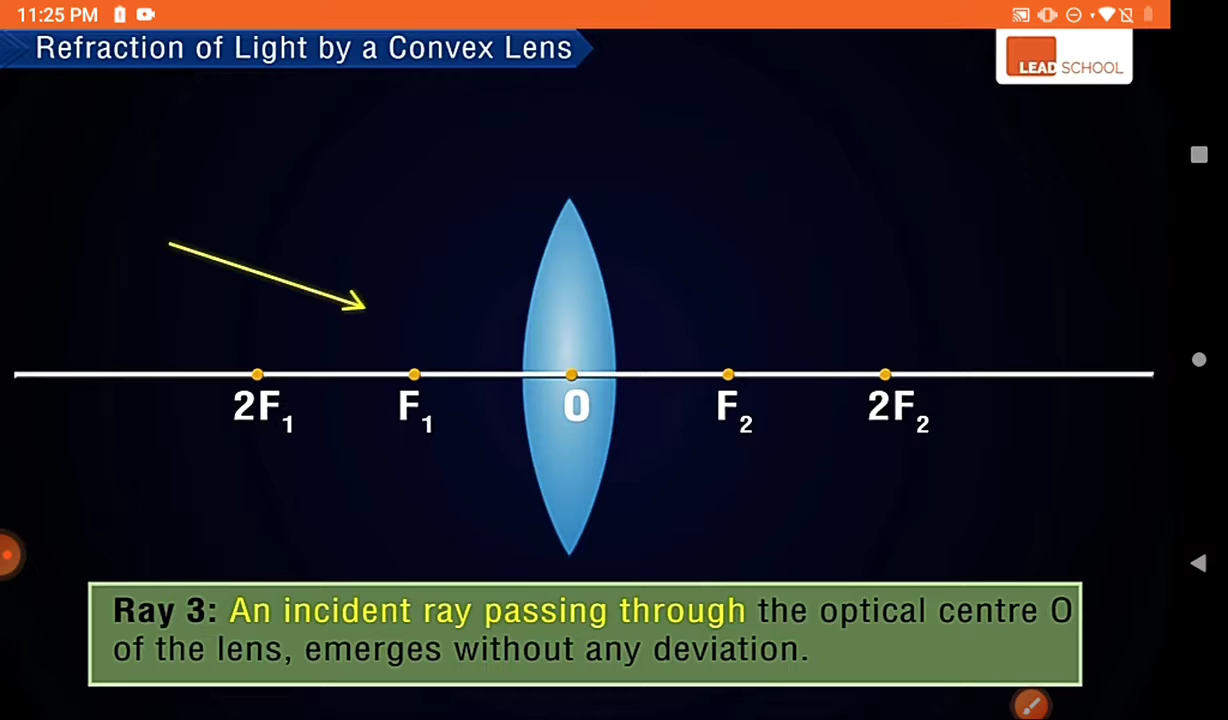 11:25 PM
Refraction of Light by a Convex Lens
LEAD SCHOOL
2F₁ F₁ O F₂ 2F₂
Ray 3: An incident ray passing through the optical centre O
of the lens, emerges without any deviation.